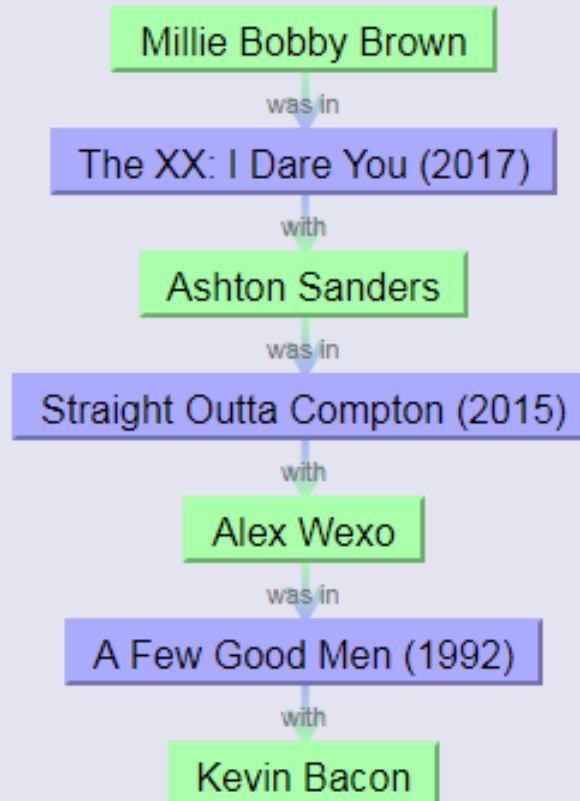 Millie Bobby Brown
was in
The XX: I Dare You (2017)
with
Ashton Sanders
was in
Straight Outta Compton (2015)
with
Alex Wexo
was in
A Few Good Men (1992)
with
Kevin Bacon